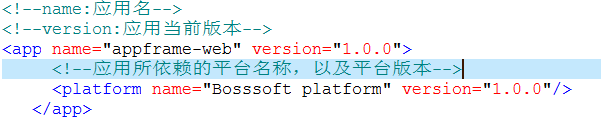 <!--name:应用名-->
<!--version:应用当前版本-->
<app name="appframe-web" version="1.0.0">
<!--应用所依赖的平台名称，以及平台版本-->
<platform name="Bosssoft platform" version="1.0.0"/>
</app>